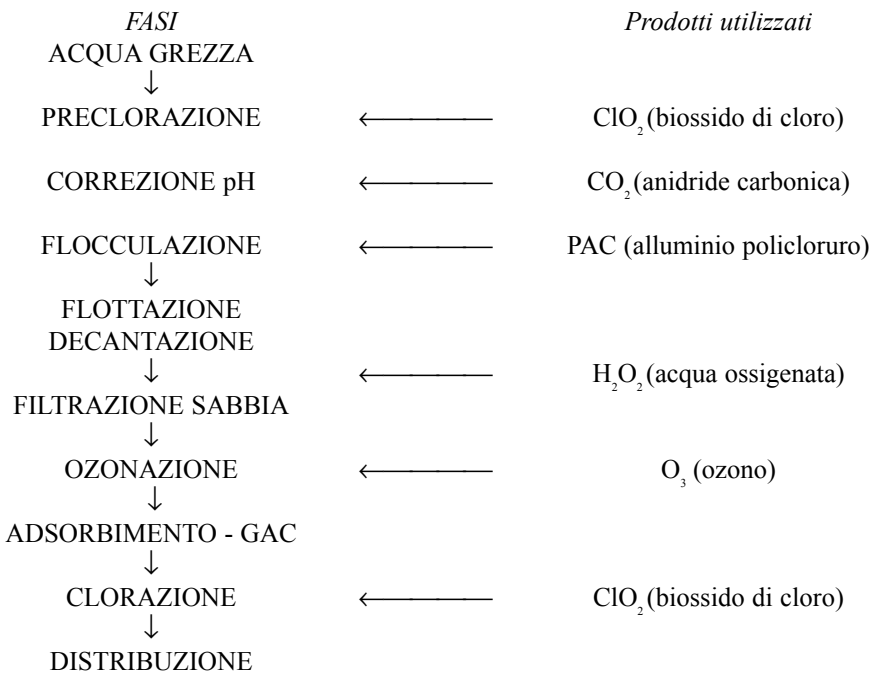 FASI Prodotti utilizzati
ACQUA GREZZA
↓
PRECLORAZIONE ← ClO₂ (biossido di cloro)
CORREZIONE pH ← CO₂ (anidride carbonica)
FLOCCULAZIONE ← PAC (alluminio policloruro)
↓
FLOTTAZIONE
DECANTAZIONE
↓ ← H₂O₂ (acqua ossigenata)
FILTRAZIONE SABBIA
↓
OZONAZIONE ← O₃ (ozono)
↓
ADSORBIMENTO - GAC
↓
CLORAZIONE ← ClO₂ (biossido di cloro)
↓
DISTRIBUZIONE